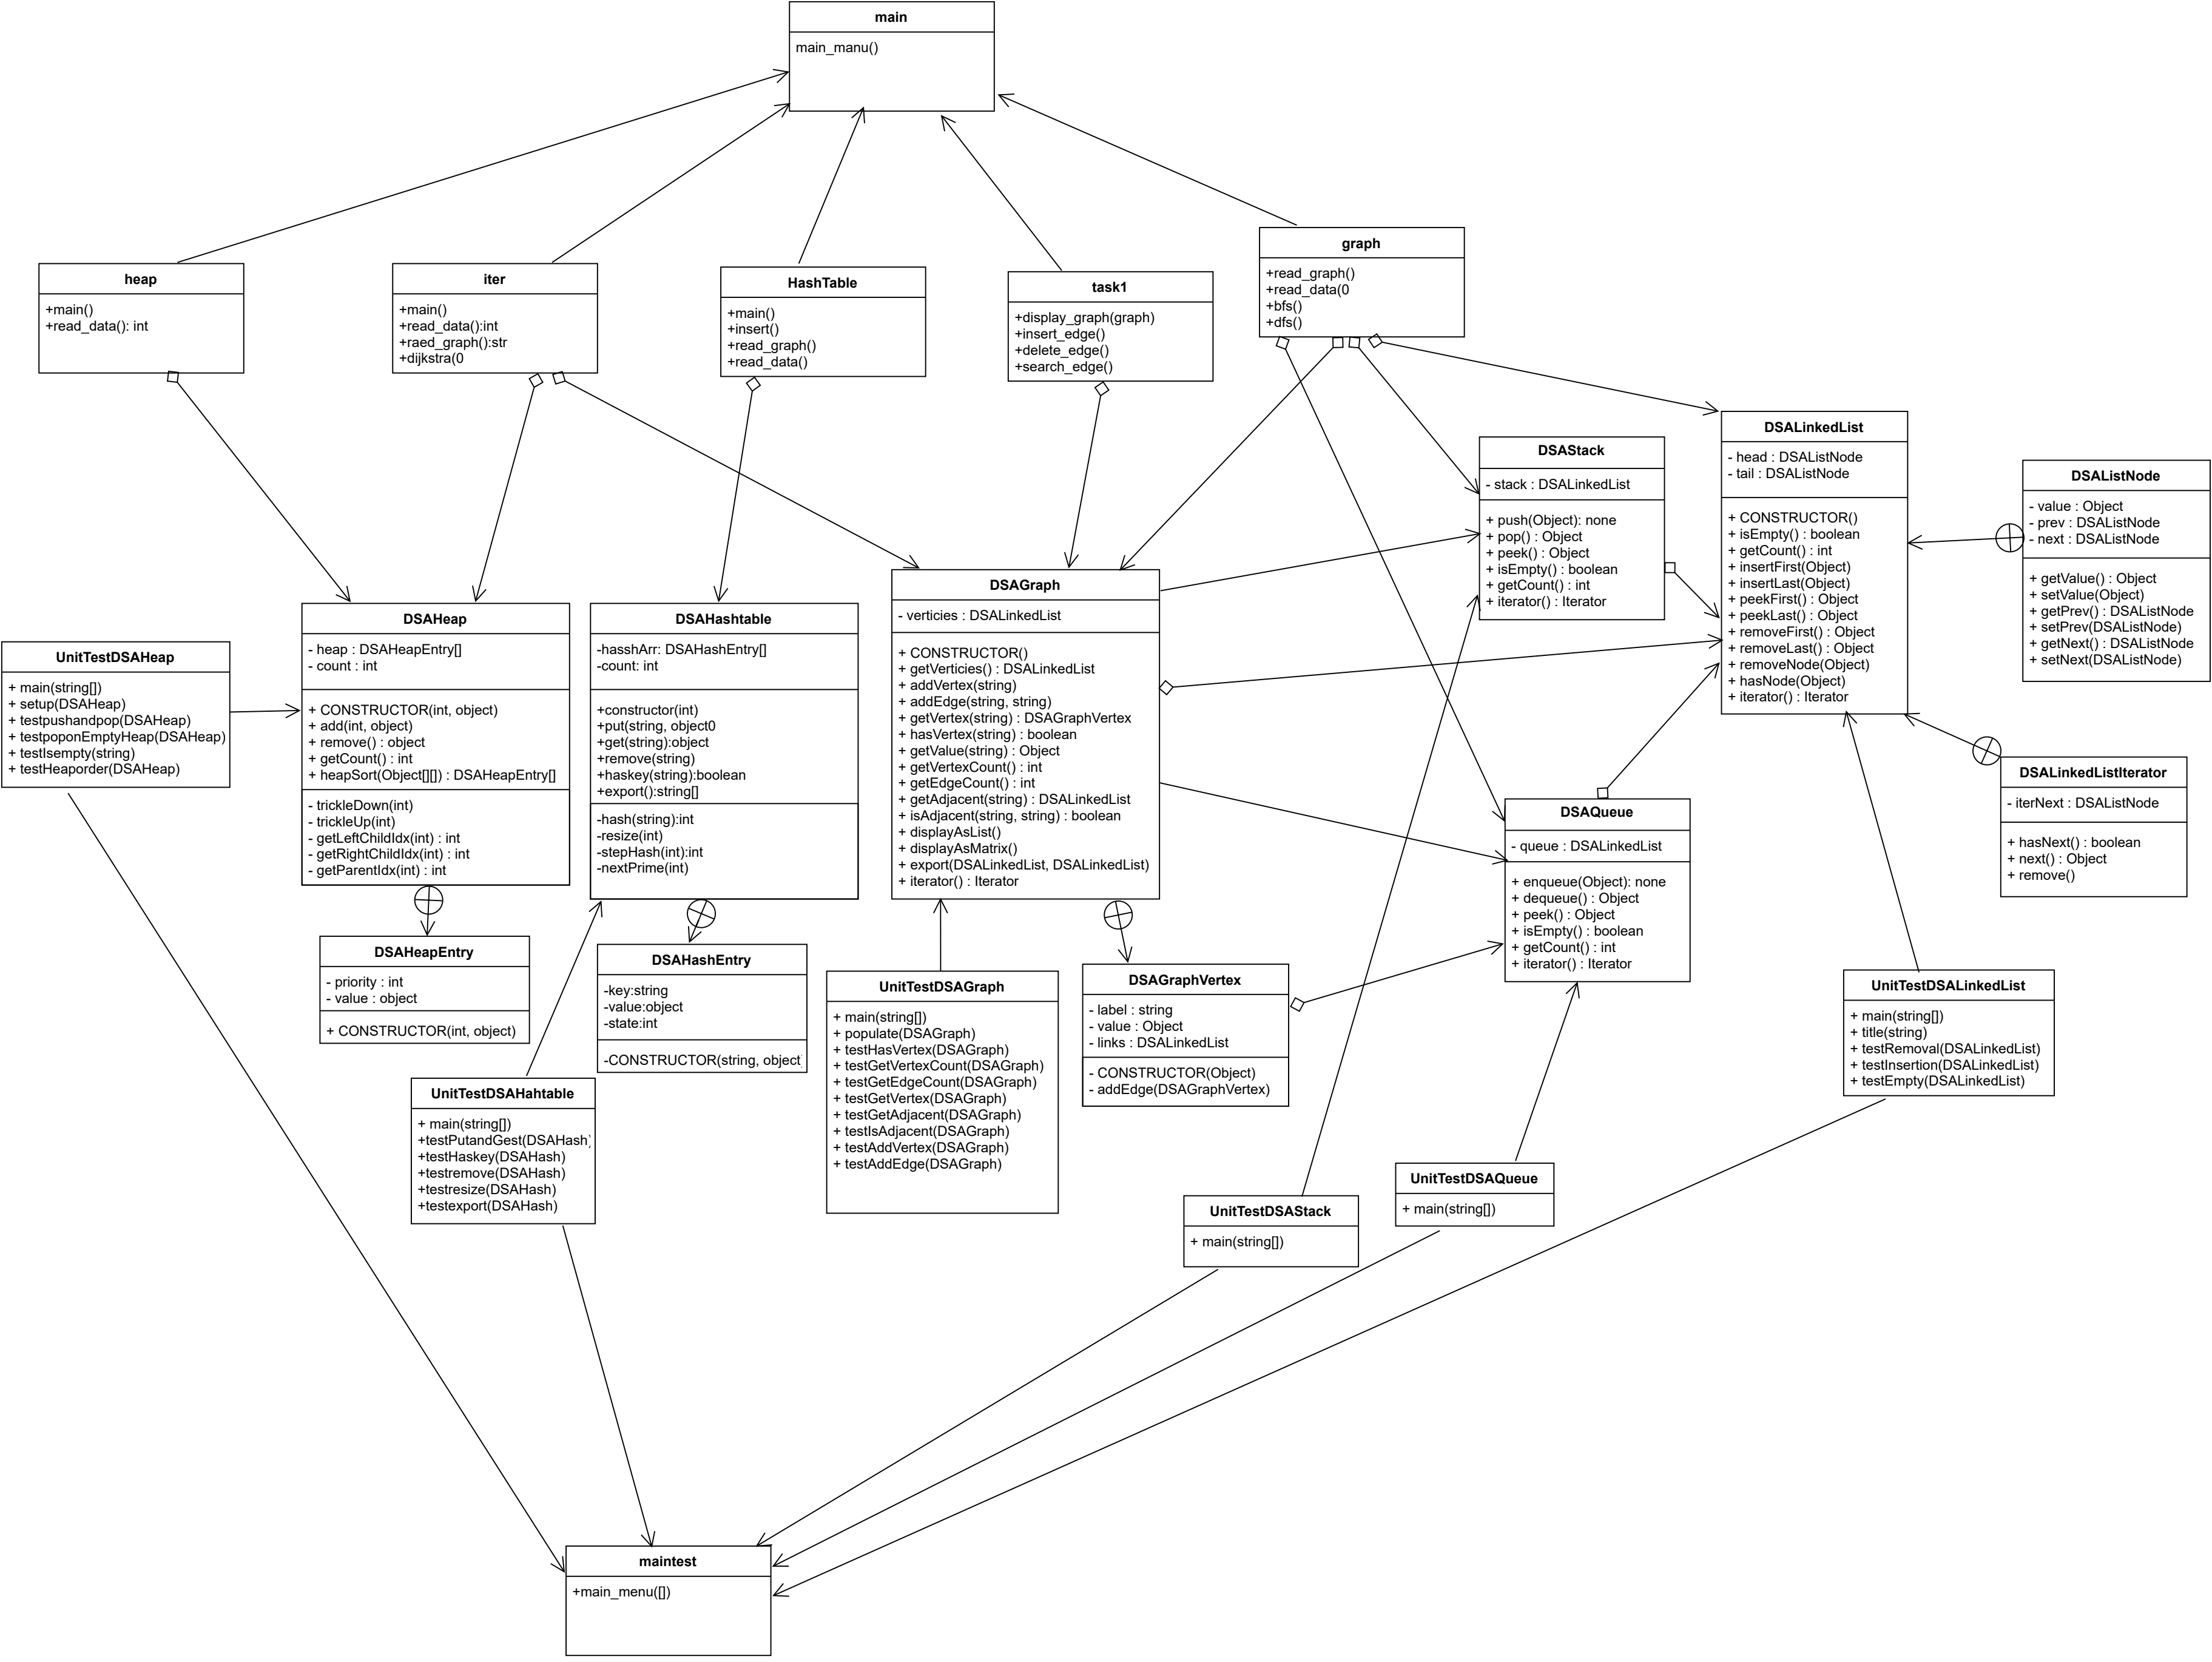 main
main_manu()
heap
+main()
+read_data(): int
iter
+main()
+read_data():int
+raed_graph():str
+dijkstra(0
HashTable
+main()
+insert()
+read_graph()
+read_data()
task1
+display_graph(graph)
+insert_edge()
+delete_edge()
+search_edge()
graph
+read_graph()
+read_data(0
+bfs()
+dfs()
DSAStack
- stack : DSALinkedList
+ push(Object): none
+ pop() : Object
+ peek() : Object
+ isEmpty() : boolean
+ getCount() : int
+ iterator() : Iterator
DSALinkedList
- head : DSAListNode
- tail : DSAListNode
+ CONSTRUCTOR()
+ isEmpty() : boolean
+ getCount() : int
+ insertFirst(Object)
+ insertLast(Object)
+ peekFirst() : Object
+ peekLast() : Object
+ removeFirst() : Object
+ removeLast() : Object
+ removeNode(Object)
+ hasNode(Object)
+ iterator() : Iterator
DSAListNode
- value : Object
- prev : DSAListNode
- next : DSAListNode
+ getValue() : Object
+ setValue(Object)
+ getPrev() : DSAListNode
+ setPrev(DSAListNode)
+ getNext() : DSAListNode
+ setNext(DSAListNode)
UnitTestDSAHeap
+ main(string[])
+ setup(DSAHeap)
+ testpushandpop(DSAHeap)
+ testpoponEmptyHeap(DSAHeap)
+ testIsempty(string)
+ testHeaporder(DSAHeap)
DSAHeap
- heap : DSAHeapEntry[]
- count : int
+ CONSTRUCTOR(int, object)
+ add(int, object)
+ remove() : object
+ getCount() : int
+ heapSort(Object[][]) : DSAHeapEntry[]
- trickleDown(int)
- trickleUp(int)
- getLeftChildIdx(int) : int
- getRightChildIdx(int) : int
- getParentIdx(int) : int
DSAHashtable
-hasshArr: DSAHashEntry[]
-count: int
+constructor(int)
+put(string, object0
+get(string):object
+remove(string)
+haskey(string):boolean
+export():string[]
-hash(string):int
-resize(int)
-stepHash(int):int
-nextPrime(int)
DSAGraph
- verticies : DSALinkedList
+ CONSTRUCTOR()
+ getVerticies() : DSALinkedList
+ addVertex(string)
+ addEdge(string, string)
+ getVertex(string) : DSAGraphVertex
+ hasVertex(string) : boolean
+ getValue(string) : Object
+ getVertexCount() : int
+ getEdgeCount() : int
+ getAdjacent(string) : DSALinkedList
+ isAdjacent(string, string) : boolean
+ displayAsList()
+ displayAsMatrix()
+ export(DSALinkedList, DSALinkedList)
+ iterator() : Iterator
DSAQueue
- queue : DSALinkedList
+ enqueue(Object): none
+ dequeue() : Object
+ peek() : Object
+ isEmpty() : boolean
+ getCount() : int
+ iterator() : Iterator
DSALinkedListIterator
- iterNext : DSAListNode
+ hasNext() : boolean
+ next() : Object
+ remove()
DSAHeapEntry
- priority : int
- value : object
+ CONSTRUCTOR(int, object)
DSAHashEntry
-key:string
-value:object
-state:int
-CONSTRUCTOR(string, object
UnitTestDSAGraph
+ main(string[])
+ populate(DSAGraph)
+ testHasVertex(DSAGraph)
+ testGetVertexCount(DSAGraph)
+ testGetEdgeCount(DSAGraph)
+ testGetVertex(DSAGraph)
+ testGetAdjacent(DSAGraph)
+ testIsAdjacent(DSAGraph)
+ testAddVertex(DSAGraph)
+ testAddEdge(DSAGraph)
DSAGraphVertex
- label : string
- value : Object
- links : DSALinkedList
- CONSTRUCTOR(Object)
- addEdge(DSAGraphVertex)
UnitTestDSALinkedList
+ main(string[])
+ title(string)
+ testRemoval(DSALinkedList)
+ testInsertion(DSALinkedList)
+ testEmpty(DSALinkedList)
UnitTestDSAHahtable
+ main(string[])
+testPutandGest(DSAHash)
+testHaskey(DSAHash)
+testremove(DSAHash)
+testresize(DSAHash)
+testexport(DSAHash)
UnitTestDSAStack
+ main(string[])
UnitTestDSAQueue
+ main(string[])
maintest
+main_menu([])